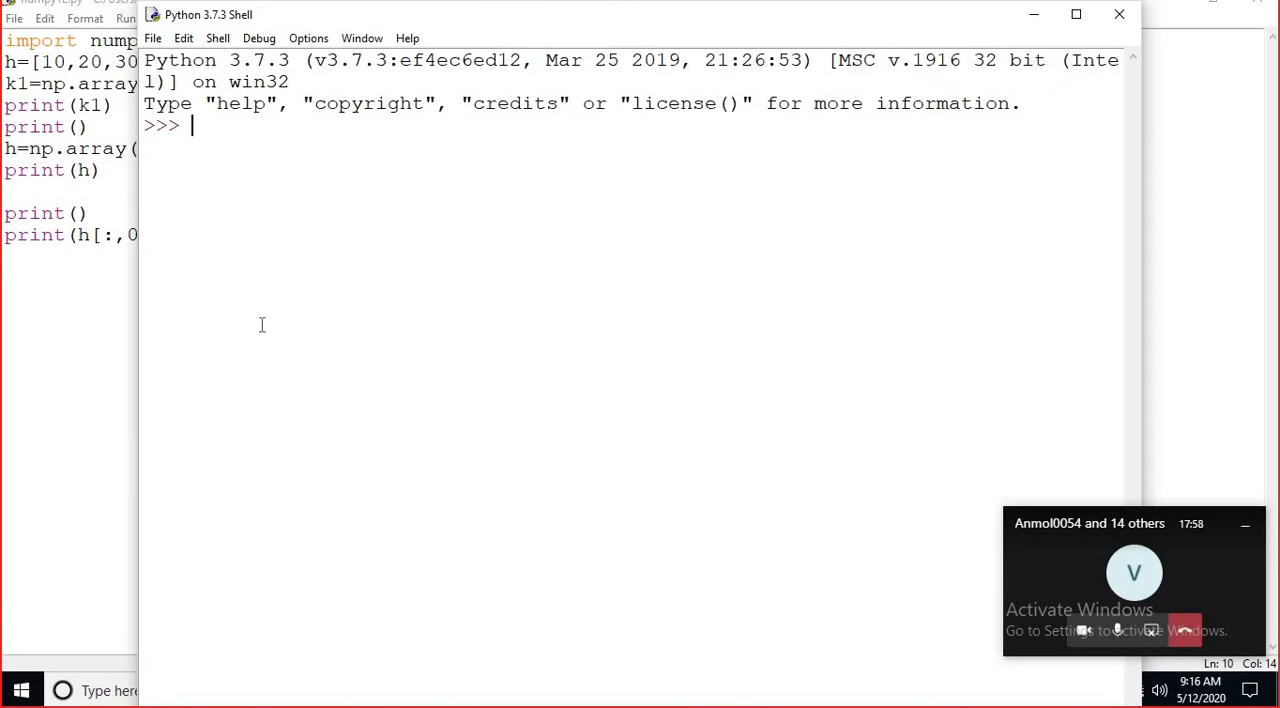 Python 3.7.3 Shell
File Edit Format Run
File Edit Shell Debug Options Window Help
import nump
h=[10,20,30
k1=np.array
print(k1)
print()
h=np.array(
print(h)
print()
print(h[:,0
Python 3.7.3 (v3.7.3:ef4ec6ed12, Mar 25 2019, 21:26:53) [MSC v.1916 32 bit (Inte
l)] on win32
Type "help", "copyright", "credits" or "license()" for more information.
>>>
Anmol0054 and 14 others 17:58
V
Activate Windows
Go to Settings to activate Windows.
Ln: 10 Col: 14
Type here
9:16 AM
5/12/2020